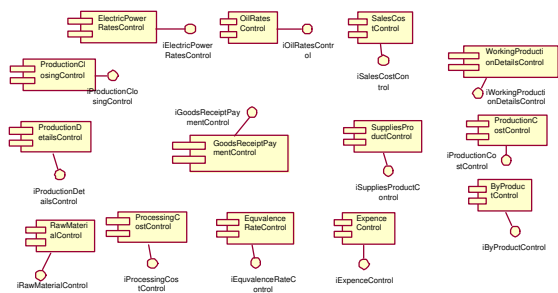 ElectricPower
RatesControl
iElectricPower
RatesControl
OilRates
Control
iOilRatesContr
ol
SalesCos
tControl
iSalesCostCon
trol
WorkingProducti
onDetailsControl
iWorkingProducti
onDetailsControl
ProductionCl
osingControl
iProductionClo
singControl
iGoodsReceiptPa
ymentControl
GoodsReceiptPay
mentControl
ProductionD
etailsControl
iProductionDet
ailsControl
SuppliesPro
ductControl
iSuppliesProductC
ontrol
ProductionC
ostControl
iProductionCo
stControl
ByProduc
tControl
iByProductControl
RawMateri
alControl
iRawMaterialControl
ProcessingC
ostControl
iProcessingCos
tControl
Equvalence
RateControl
iEquvalenceRateC
ontrol
Expence
Control
iExpenceControl